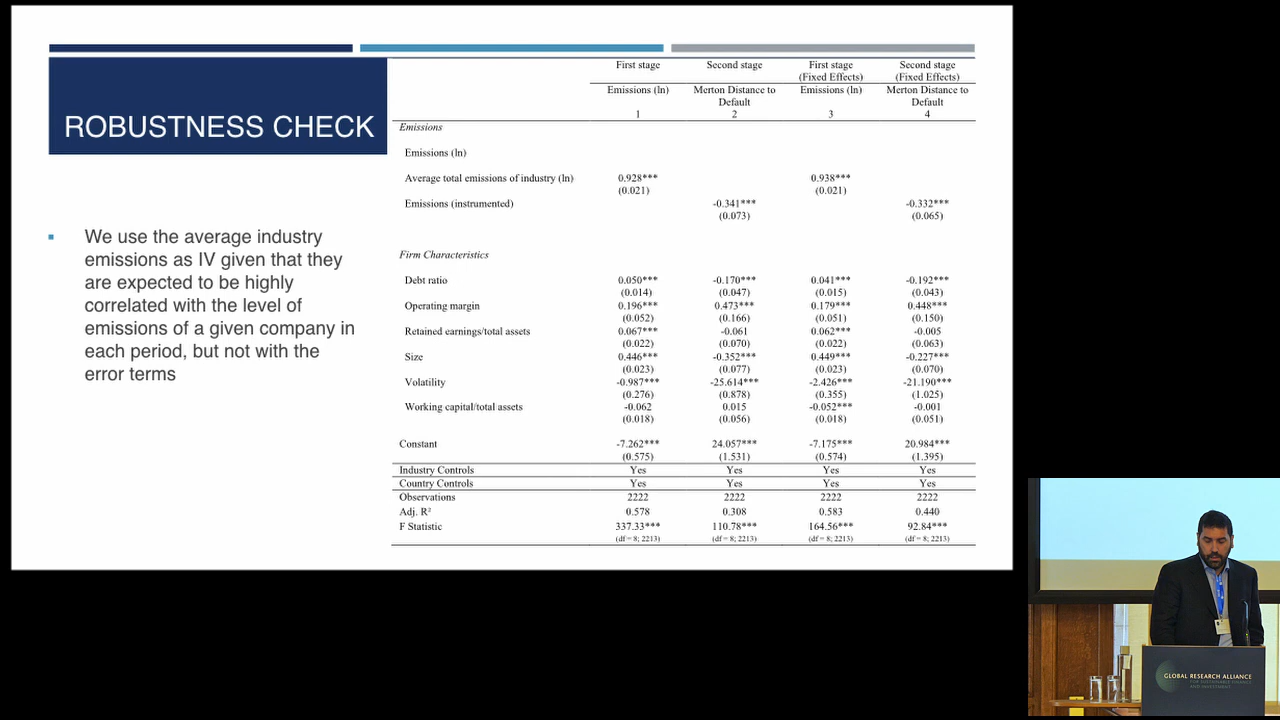 ROBUSTNESS CHECK
We use the average industry
emissions as IV given that they
are expected to be highly
correlated with the level of
emissions of a given company in
each period, but not with the
error terms
First stage Second stage First stage (Fixed Effects) Second stage (Fixed Effects)
Emissions (ln) Merton Distance to Default Emissions (ln) Merton Distance to Default
1 2 3 4
Emissions
Emissions (ln)
Average total emissions of industry (ln) 0.928*** 0.938***
(0.021) (0.021)
Emissions (instrumented) -0.341*** -0.332***
(0.073) (0.065)
Firm Characteristics
Debt ratio 0.050*** -0.170*** 0.041*** -0.192***
(0.014) (0.047) (0.015) (0.043)
Operating margin 0.196*** 0.473*** 0.179*** 0.448***
(0.052) (0.166) (0.051) (0.150)
Retained earnings/total assets 0.067*** -0.061 0.062*** -0.005
(0.022) (0.070) (0.022) (0.063)
Size 0.446*** -0.352*** 0.449*** -0.227***
(0.023) (0.077) (0.023) (0.070)
Volatility -0.987*** -25.614*** -2.426*** -21.190***
(0.276) (0.878) (0.355) (1.025)
Working capital/total assets -0.062 0.015 -0.052*** -0.001
(0.018) (0.056) (0.018) (0.051)
Constant -7.262*** 24.057*** -7.175*** 20.984***
(0.575) (1.531) (0.574) (1.395)
Industry Controls Yes Yes Yes Yes
Country Controls Yes Yes Yes Yes
Observations 2222 2222 2222 2222
Adj. R² 0.578 0.308 0.583 0.440
F Statistic 337.33*** 110.78*** 164.56*** 92.84***
(df = 8; 2213) (df = 8; 2213) (df = 8; 2213) (df = 8; 2213)
GLOBAL RESEARCH ALLIANCE
FOR SUSTAINABLE FINANCE
AND INVESTMENT